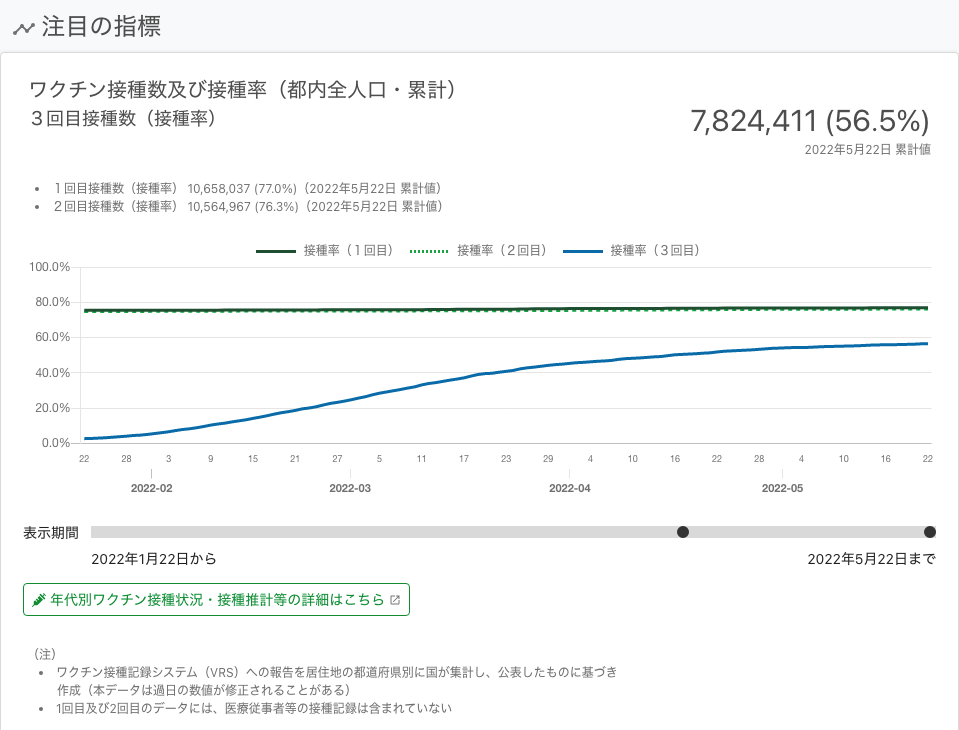 注目の指標
ワクチン接種数及び接種率（都内全人口・累計）
３回目接種数（接種率）
7,824,411 (56.5%)
2022年5月22日 累計値
• １回目接種数（接種率） 10,658,037 (77.0%)（2022年5月22日 累計値）
• ２回目接種数（接種率） 10,564,967 (76.3%)（2022年5月22日 累計値）
接種率（１回目） 接種率（２回目） 接種率（３回目）
100.0%
80.0%
60.0%
40.0%
20.0%
0.0%
22 28 3 9 15 21 27 5 11 17 23 29 4 10 16 22 28 4 10 16 22
2022-02 2022-03 2022-04 2022-05
表示期間
2022年1月22日から 2022年5月22日まで
年代別ワクチン接種状況・接種推計等の詳細はこちら
（注）
• ワクチン接種記録システム（VRS）への報告を居住地の都道府県別に国が集計し、公表したものに基づき
作成（本データは過日の数値が修正されることがある）
• 1回目及び2回目のデータには、医療従事者等の接種記録は含まれていない